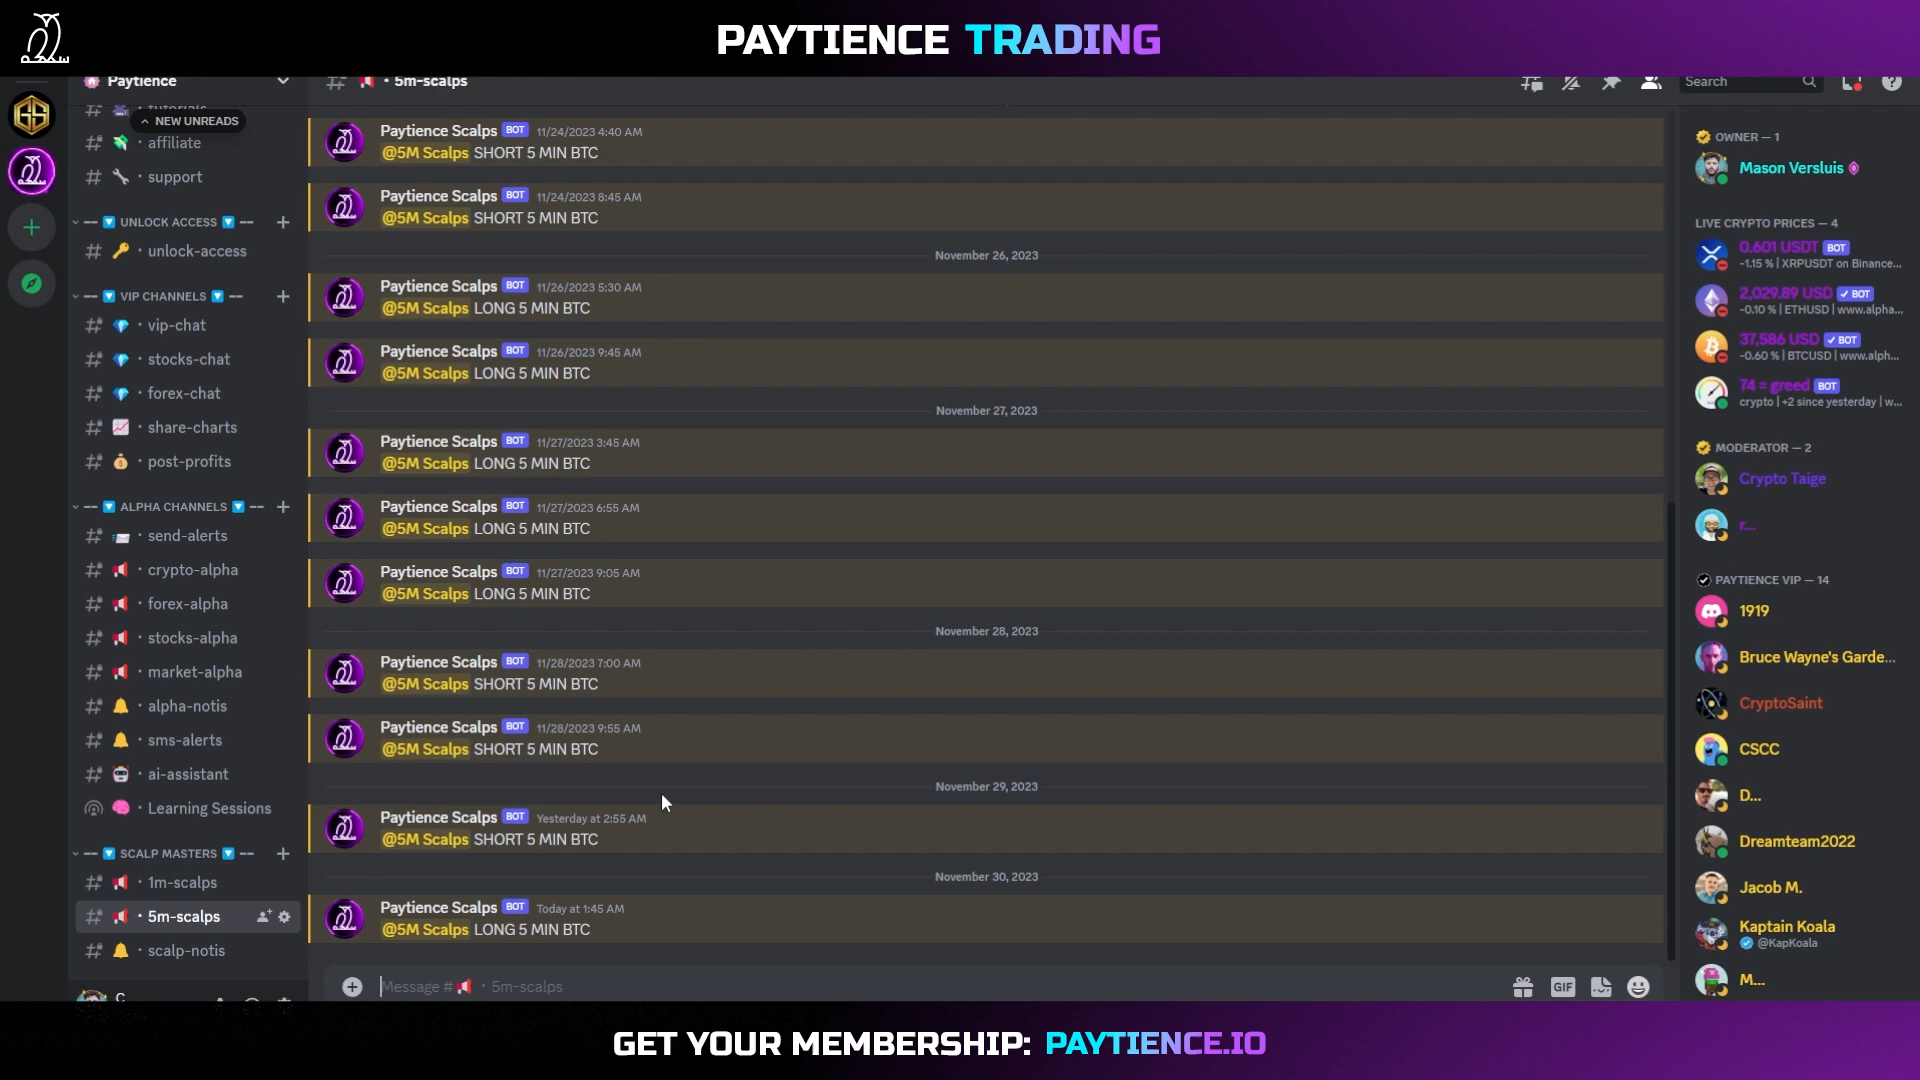 PAYTIENCE TRADING
Paytience
5m-scalps
Search
tutorials
NEW UNREADS
affiliate
support
UNLOCK ACCESS
unlock-access
VIP CHANNELS
vip-chat
stocks-chat
forex-chat
share-charts
post-profits
ALPHA CHANNELS
send-alerts
crypto-alpha
forex-alpha
stocks-alpha
market-alpha
alpha-notis
sms-alerts
ai-assistant
Learning Sessions
SCALP MASTERS
1m-scalps
5m-scalps
scalp-notis
C
Paytience Scalps BOT 11/24/2023 4:40 AM
@5M Scalps SHORT 5 MIN BTC
Paytience Scalps BOT 11/24/2023 8:45 AM
@5M Scalps SHORT 5 MIN BTC
November 26, 2023
Paytience Scalps BOT 11/26/2023 5:30 AM
@5M Scalps LONG 5 MIN BTC
Paytience Scalps BOT 11/26/2023 9:45 AM
@5M Scalps LONG 5 MIN BTC
November 27, 2023
Paytience Scalps BOT 11/27/2023 3:45 AM
@5M Scalps LONG 5 MIN BTC
Paytience Scalps BOT 11/27/2023 6:55 AM
@5M Scalps LONG 5 MIN BTC
Paytience Scalps BOT 11/27/2023 9:05 AM
@5M Scalps LONG 5 MIN BTC
November 28, 2023
Paytience Scalps BOT 11/28/2023 7:00 AM
@5M Scalps SHORT 5 MIN BTC
Paytience Scalps BOT 11/28/2023 9:55 AM
@5M Scalps SHORT 5 MIN BTC
November 29, 2023
Paytience Scalps BOT Yesterday at 2:55 AM
@5M Scalps SHORT 5 MIN BTC
November 30, 2023
Paytience Scalps BOT Today at 1:45 AM
@5M Scalps LONG 5 MIN BTC
Message # 5m-scalps
GIF
OWNER — 1
Mason Versluis
LIVE CRYPTO PRICES — 4
0.601 USDT BOT
-1.15 % | XRPUSDT on Binance...
2,029.89 USD BOT
-0.10 % | ETHUSD | www.alpha...
37,586 USD BOT
-0.60 % | BTCUSD | www.alph...
74 = greed BOT
crypto | +2 since yesterday | w...
MODERATOR — 2
Crypto Taige
r...
PAYTIENCE VIP — 14
1919
Bruce Wayne's Garde...
CryptoSaint
CSCC
D...
Dreamteam2022
Jacob M.
Kaptain Koala
@KapKoala
M...
GET YOUR MEMBERSHIP: PAYTIENCE.IO